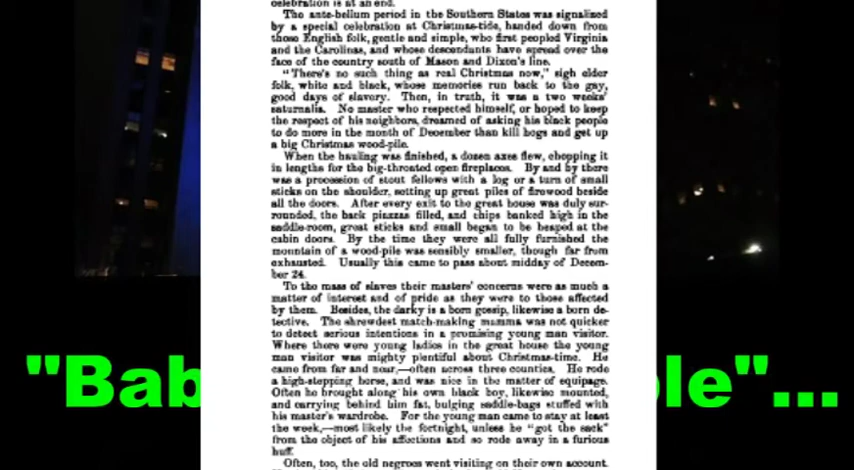 celebration is at an end.
The ante-bellum period in the Southern States was signalized
by a special celebration at Christmas-tide, handed down from
those English folk, gentle and simple, who first peopled Virginia
and the Carolinas, and whose descendants have spread over the
face of the country south of Mason and Dixon's line.
"There's no such thing as real Christmas now," sigh elder
folk, white and black, whose memories run back to the gay,
good days of slavery. Then, in truth, it was a two weeks'
saturnalia. No master who respected himself, or hoped to keep
the respect of his neighbors, dreamed of asking his black people
to do more in the month of December than kill hogs and get up
a big Christmas wood-pile.
When the hauling was finished, a dozen axes flew, chopping it
in lengths for the big-throated open fireplaces. By and by there
was a procession of stout fellows with a log or a turn of small
sticks on the shoulder, setting up great piles of firewood beside
all the doors. After every exit to the great house was duly sur-
rounded, the back piazzas filled, and chips banked high in the
saddle-room, great sticks and small began to be heaped at the
cabin doors. By the time they were all fully furnished the
mountain of a wood-pile was sensibly smaller, though far from
exhausted. Usually this came to pass about midday of Decem-
ber 24.
To the mass of slaves their masters' concerns were as much a
matter of interest and of pride as they were to those affected
by them. Besides, the darky is a born gossip, likewise a born de-
tective. The shrewdest match-making mamma was not quicker
to detect serious intentions in a promising young man visitor.
Where there were young ladies in the great house the young
man visitor was mighty plentiful about Christmas-time. He
came from far and near,—often across three counties. He rode
a high-stepping horse, and was nice in the matter of equipage.
Often he brought along his own black boy, likewise mounted,
and carrying behind him fat, bulging saddle-bags stuffed with
his master's wardrobe. For the young man came to stay at least
the week,—most likely the fortnight, unless he "got the sack"
from the object of his affections and so rode away in a furious
huff.
Often, too, the old negroes went visiting on their own account.
"Bab
ple"...